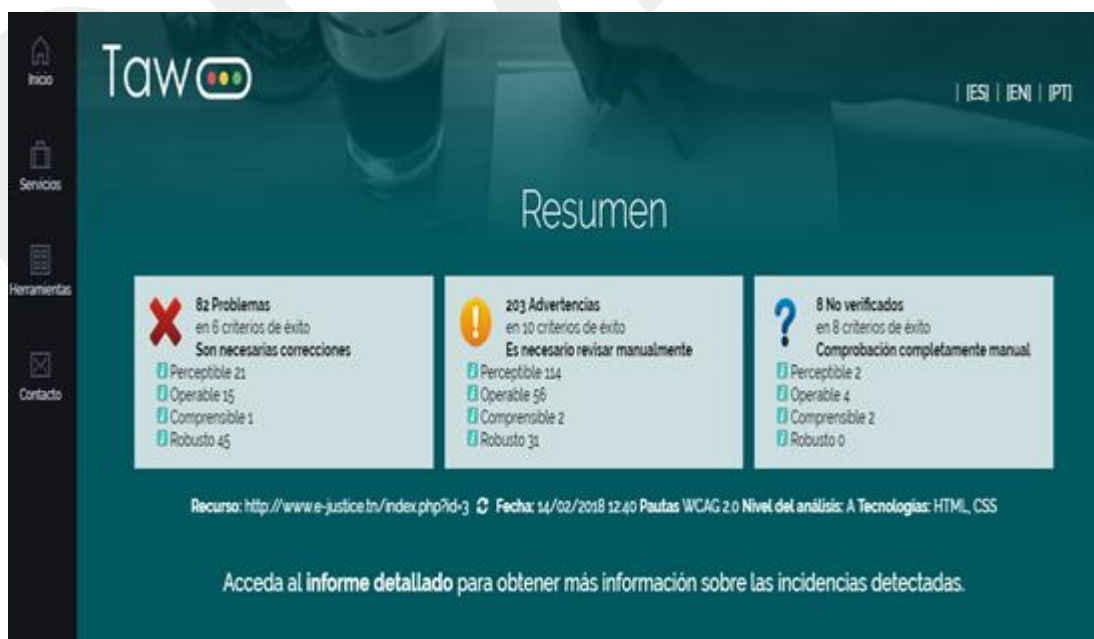 Inicio
Servicios
Herramientas
Contacto
Taw
| [ES] | [EN] | [PT]
Resumen
82 Problemas
en 6 criterios de éxito
Son necesarias correcciones
Perceptible 21
Operable 15
Comprensible 1
Robusto 45
203 Advertencias
en 10 criterios de éxito
Es necesario revisar manualmente
Perceptible 114
Operable 56
Comprensible 2
Robusto 31
8 No verificados
en 8 criterios de éxito
Comprobación completamente manual
Perceptible 2
Operable 4
Comprensible 2
Robusto 0
Recurso: http://www.e-justice.tn/index.php?id=3 Fecha: 14/02/2018 12:40 Pautas WCAG 2.0 Nivel del análisis: A Tecnologías: HTML, CSS
Acceda al informe detallado para obtener más información sobre las incidencias detectadas.